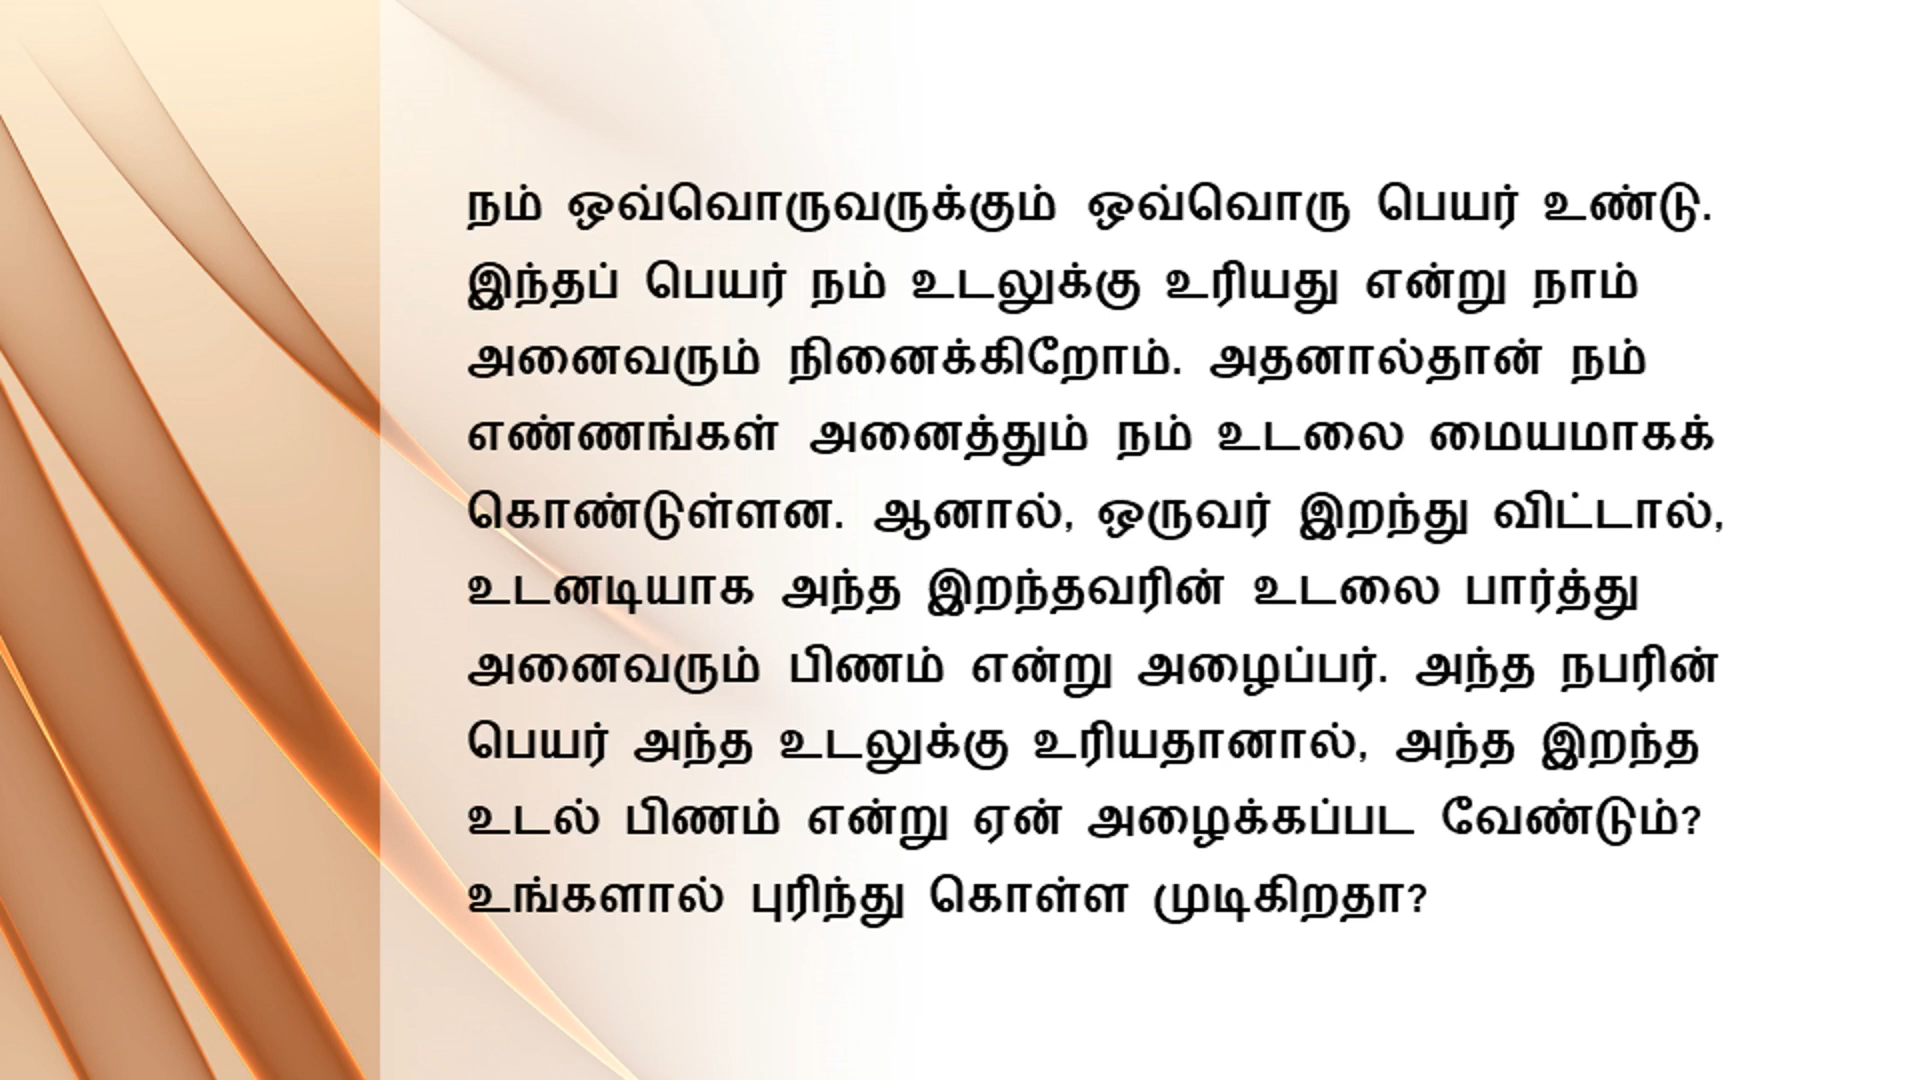 நம் ஒவ்வொருவருக்கும் ஒவ்வொரு பெயர் உண்டு.
இந்தப் பெயர் நம் உடலுக்கு உரியது என்று நாம்
அனைவரும் நினைக்கிறோம். அதனால்தான் நம்
எண்ணங்கள் அனைத்தும் நம் உடலை மையமாகக்
கொண்டுள்ளன. ஆனால், ஒருவர் இறந்து விட்டால்,
உடனடியாக அந்த இறந்தவரின் உடலை பார்த்து
அனைவரும் பிணம் என்று அழைப்பர். அந்த நபரின்
பெயர் அந்த உடலுக்கு உரியதானால், அந்த இறந்த
உடல் பிணம் என்று ஏன் அழைக்கப்பட வேண்டும்?
உங்களால் புரிந்து கொள்ள முடிகிறதா?